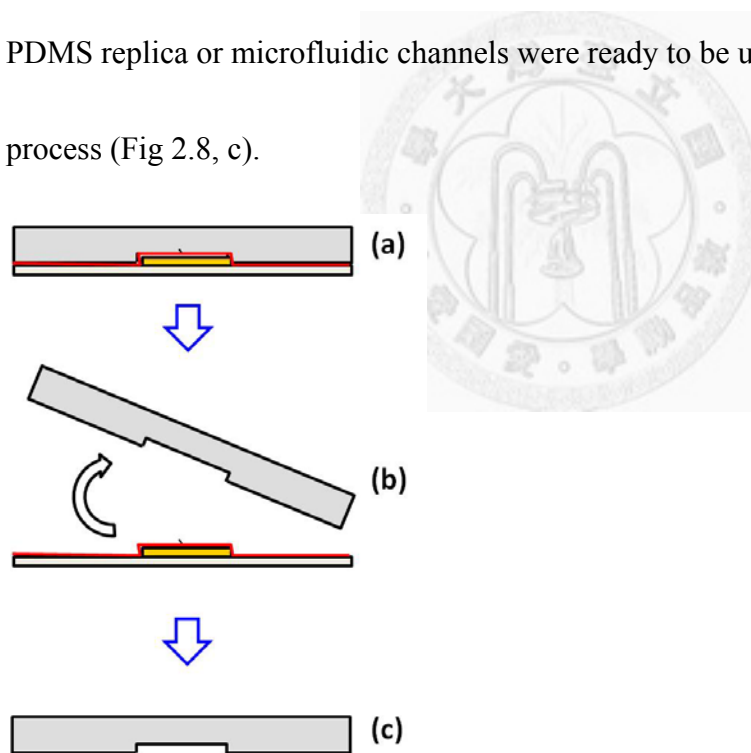 PDMS replica or microfluidic channels were ready to be u
process (Fig 2.8, c).
(a)
(b)
(c)